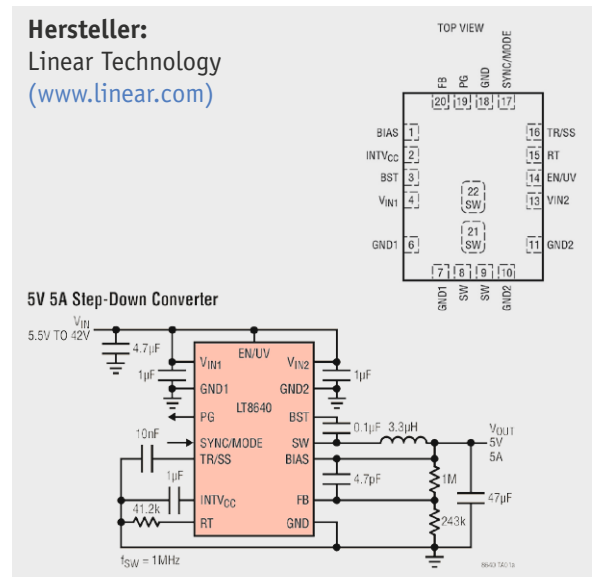 Hersteller:
Linear Technology
(www.linear.com)
TOP VIEW
FB
PG
GND
SYNC/MODE
20 19 18 17
BIAS 1
INTVCC 2
BST 3
VIN1 4
GND1 6
16 TR/SS
15 RT
14 EN/UV
13 VIN2
11 GND2
22
SW
21
SW
7 8 9 10
GND1
SW
SW
GND2
5V 5A Step-Down Converter
VIN
5.5V TO 42V
4.7µF
1µF
VIN1
EN/UV
VIN2
1µF
GND1
GND2
LT8640
PG
BST
0.1µF
3.3µH
VOUT
5V
5A
10nF
SYNC/MODE
SW
TR/SS
BIAS
1µF
4.7pF
1M
47µF
INTVCC
FB
41.2k
RT
GND
243k
fSW = 1MHz
8640 TA01a